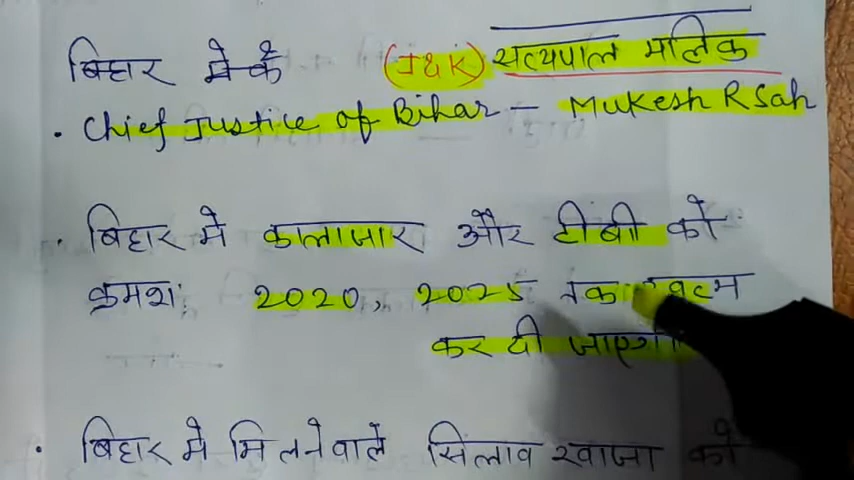 बिहार मे के (J&K) सत्यपाल मलिक
• Chief Justice of Bihar - Mukesh R Sah
• बिहार मे कालाजार और टीबी को
क्रमशः 2020, 2025 तक खत्म
कर दी जाएगी
• बिहार मे मिलनेवाले सिलाव खाजा को